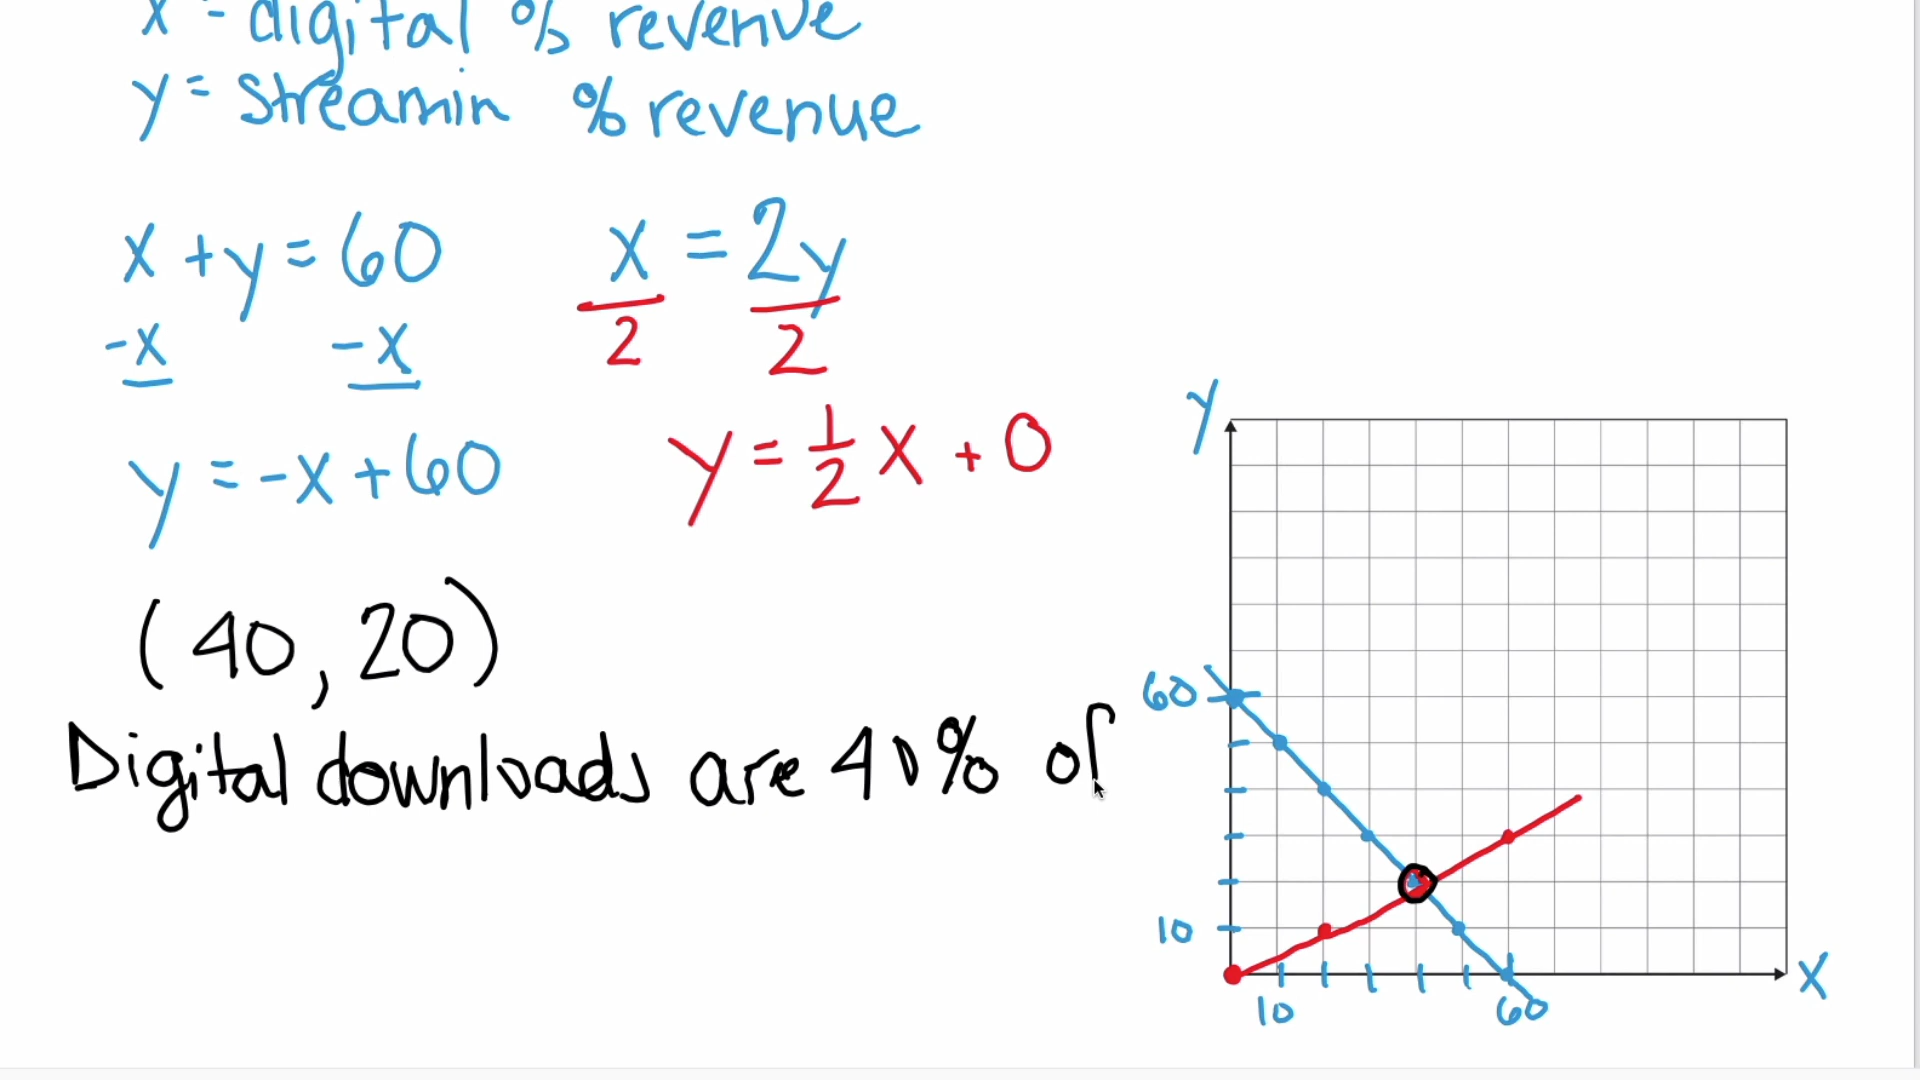 x = digital % revenue
y = streamin % revenue
x + y = 60
-x -x
y = -x + 60
x = 2y
2 2
y = 1/2 x + 0
(40, 20)
Digital downloads are 40% of
y
60
10
10
60
x